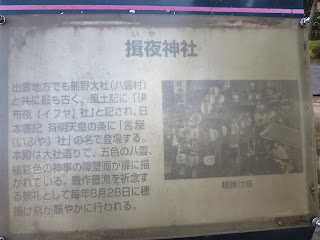 いや
揖夜神社
出雲地方でも熊野大社(八雲村)
と共に最も古く、風土記に「伊
布夜(イフヤ)社」と記され、日
本書記 斉明天皇の条に「言屋
(いふや)社」の名で登場する。
本殿は大社造りで、五色の八雲、
極彩色の神事の障壁画が扉に描
かれている。豊作豊漁を祈念す
る祭礼として毎年8月28日に穂
掛け祭が賑やかに行われる。
穂掛け祭